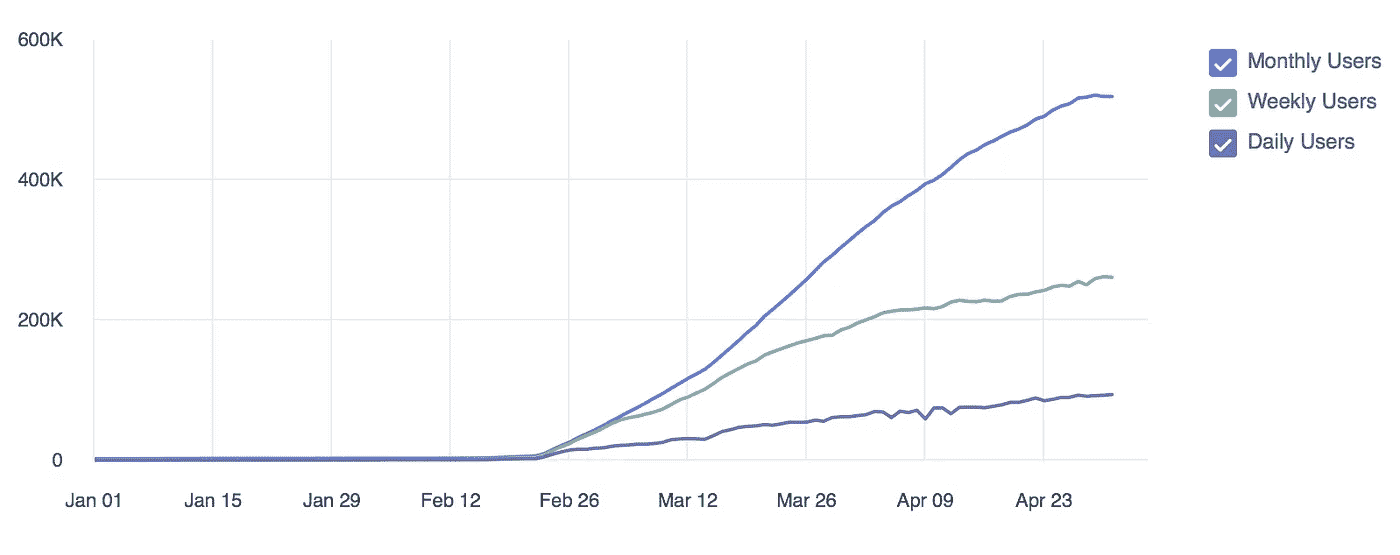 600K
400K
200K
0
Jan 01 Jan 15 Jan 29 Feb 12 Feb 26 Mar 12 Mar 26 Apr 09 Apr 23
Monthly Users
Weekly Users
Daily Users